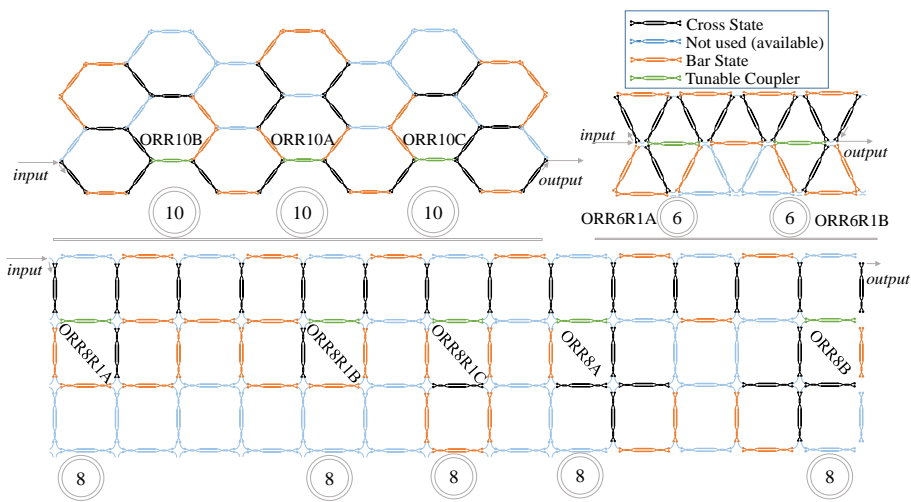 Cross State
Not used (available)
Bar State
Tunable Coupler
ORR10B
ORR10A
ORR10C
input
output
10
10
10
input
output
ORR6R1A
6
6
ORR6R1B
input
output
ORR8R1A
ORR8R1B
ORR8R1C
ORR8A
ORR8B
8
8
8
8
8